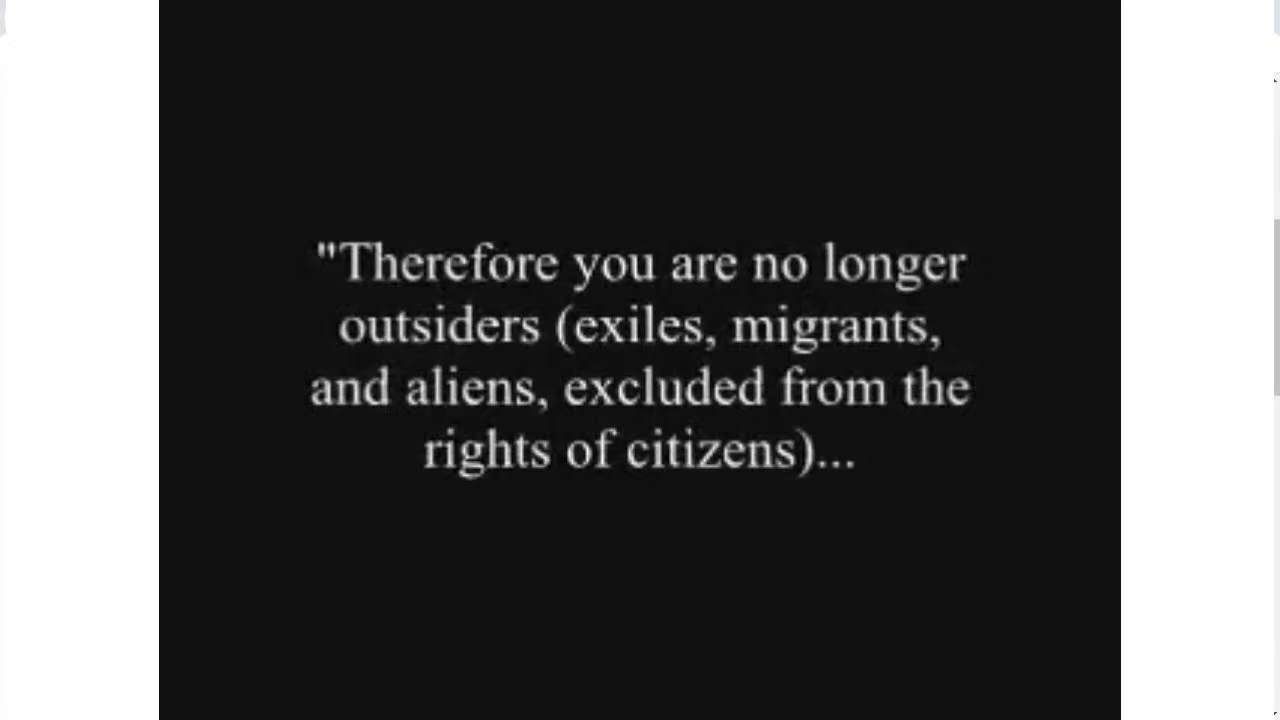 "Therefore you are no longer
outsiders (exiles, migrants,
and aliens, excluded from the
rights of citizens)...